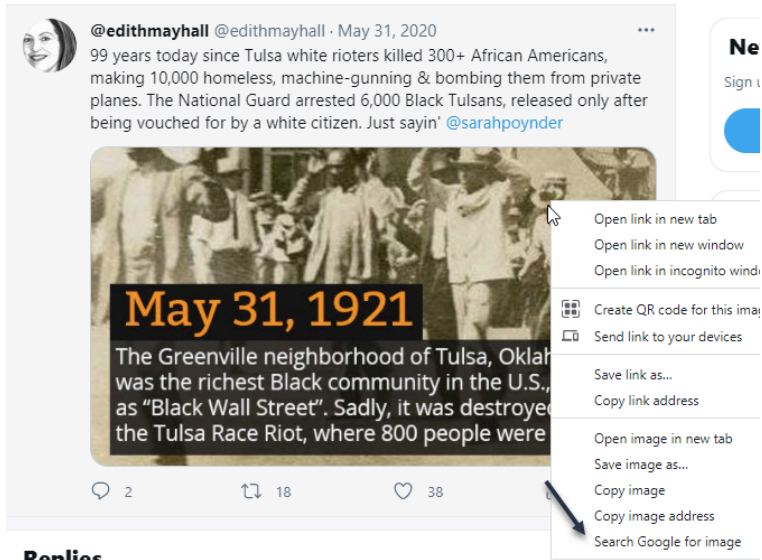 @edithmayhall @edithmayhall · May 31, 2020
99 years today since Tulsa white rioters killed 300+ African Americans,
making 10,000 homeless, machine-gunning & bombing them from private
planes. The National Guard arrested 6,000 Black Tulsans, released only after
being vouched for by a white citizen. Just sayin' @sarahpoynder
May 31, 1921
The Greenville neighborhood of Tulsa,
was the richest Black community in the U.S.,
as “Black Wall Street”. Sadly, it was
the Tulsa Race Riot, where 800 people were
2 18 38
Replies
Sign
Open link in new tab
Open link in new window
Open link in incognito
Create QR code for this
Send link to your devices
Save link as...
Copy link address
Open image in new tab
Save image as...
Copy image
Copy image address
Search Google for image